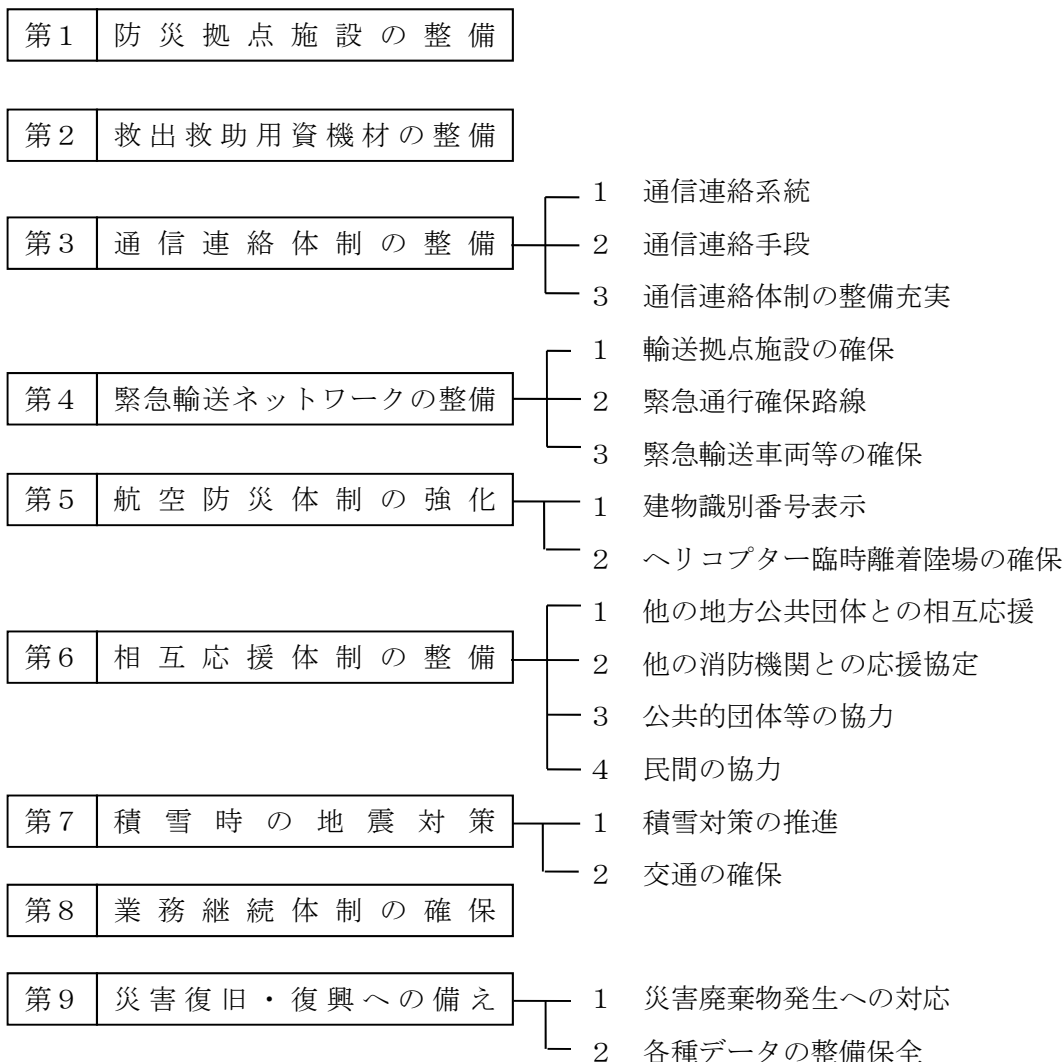 第１ 防災拠点施設の整備
第２ 救出救助用資機材の整備
第３ 通信連絡体制の整備
１ 通信連絡系統
２ 通信連絡手段
３ 通信連絡体制の整備充実
第４ 緊急輸送ネットワークの整備
１ 輸送拠点施設の確保
２ 緊急通行確保路線
３ 緊急輸送車両等の確保
第５ 航空防災体制の強化
１ 建物識別番号表示
２ ヘリコプター臨時離着陸場の確保
第６ 相互応援体制の整備
１ 他の地方公共団体との相互応援
２ 他の消防機関との応援協定
３ 公共的団体等の協力
４ 民間の協力
第７ 積雪時の地震対策
１ 積雪対策の推進
２ 交通の確保
第８ 業務継続体制の確保
第９ 災害復旧・復興への備え
１ 災害廃棄物発生への対応
２ 各種データの整備保全